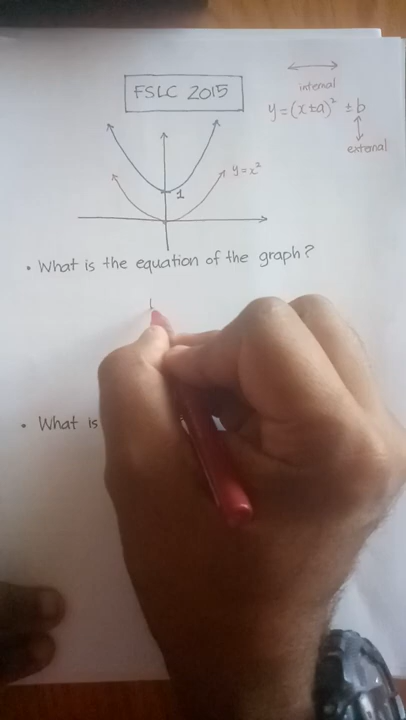 FSLC 2015
internal
y=(x±a)² ±b
external
y=x²
1
• What is the equation of the graph?
• What is